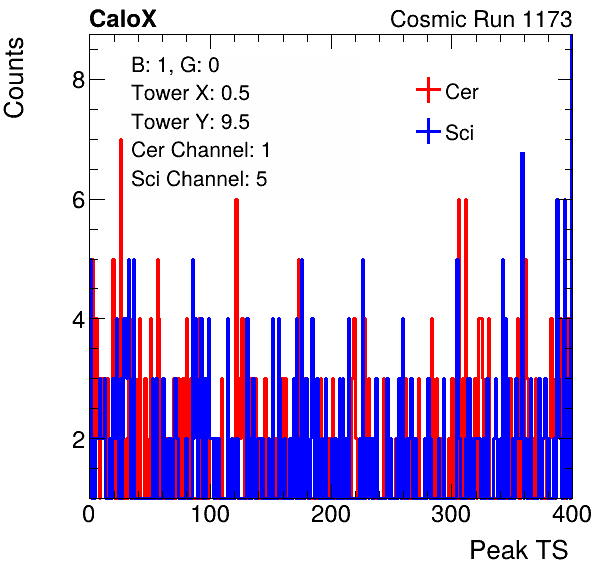 CaloX Cosmic Run 1173
Counts
B: 1, G: 0
Tower X: 0.5
Tower Y: 9.5
Cer Channel: 1
Sci Channel: 5
Cer
Sci
8
6
4
2
0 100 200 300 400
Peak TS